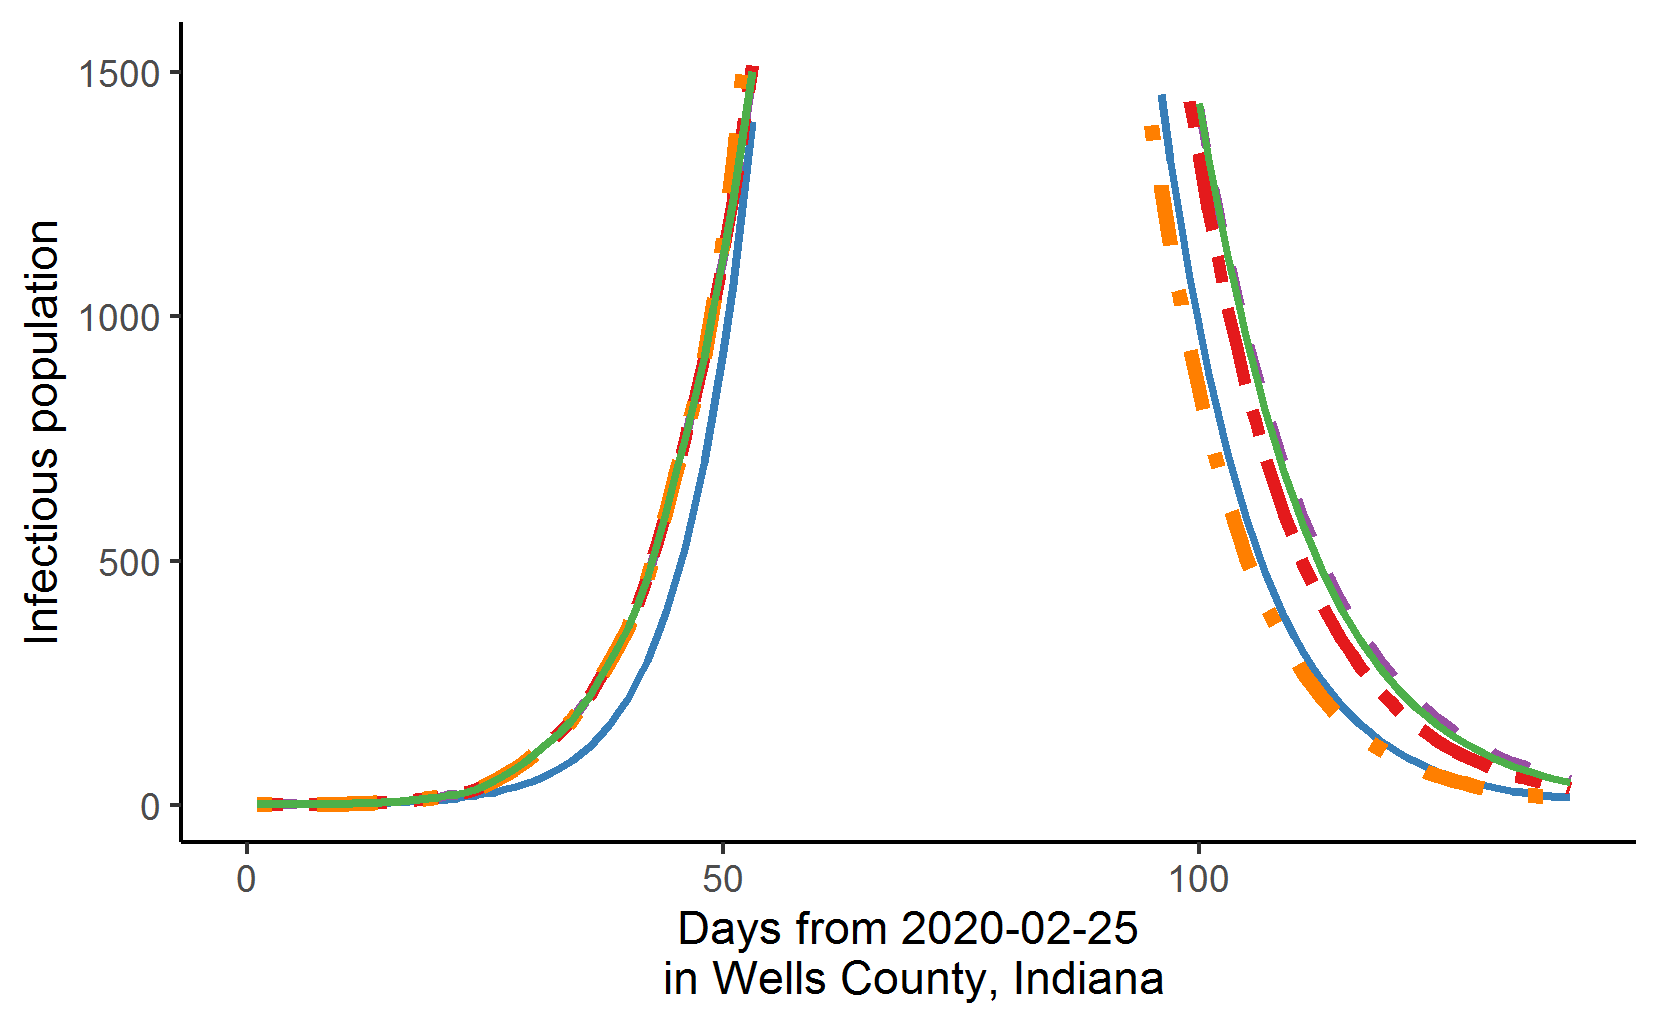 1500
1000
500
0
Infectious population
0 50 100
Days from 2020-02-25
in Wells County, Indiana